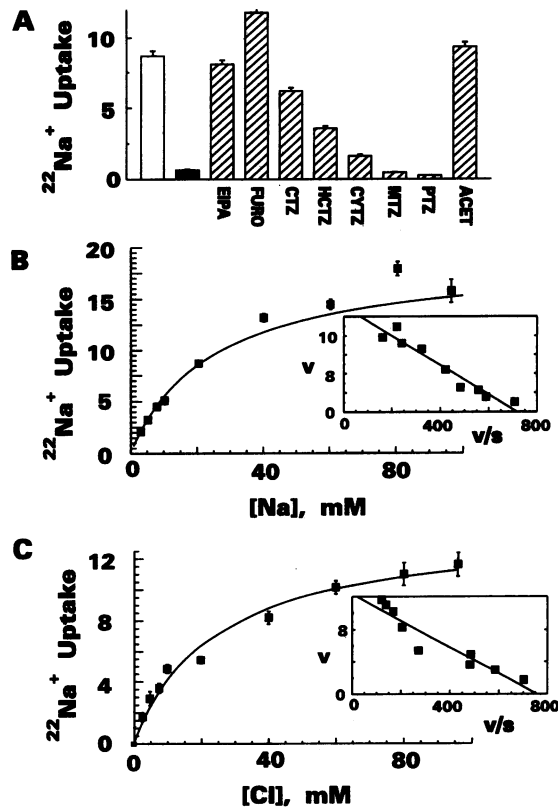 A
22Na+ Uptake
10
5
0
EIPA
FURO
CTZ
HCTZ
CYTZ
MTZ
PTZ
ACET
B
22Na+ Uptake
20
15
10
5
0
0 40 80
[Na], mM
v
10
8
8
0
0 400 800
v/s
C
22Na+ Uptake
12
8
4
0
0 40 80
[Cl], mM
v
8
0
0 400 800
v/s